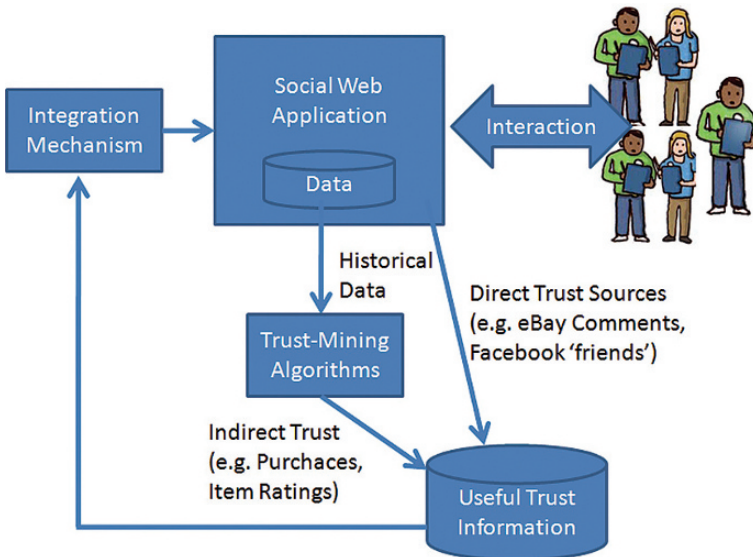 Social Web
Application
Integration
Mechanism
Interaction
Data
Historical
Data
Direct Trust Sources
(e.g. eBay Comments,
Facebook ‘friends’)
Trust-Mining
Algorithms
Indirect Trust
(e.g. Purchaces,
Item Ratings)
Useful Trust
Information